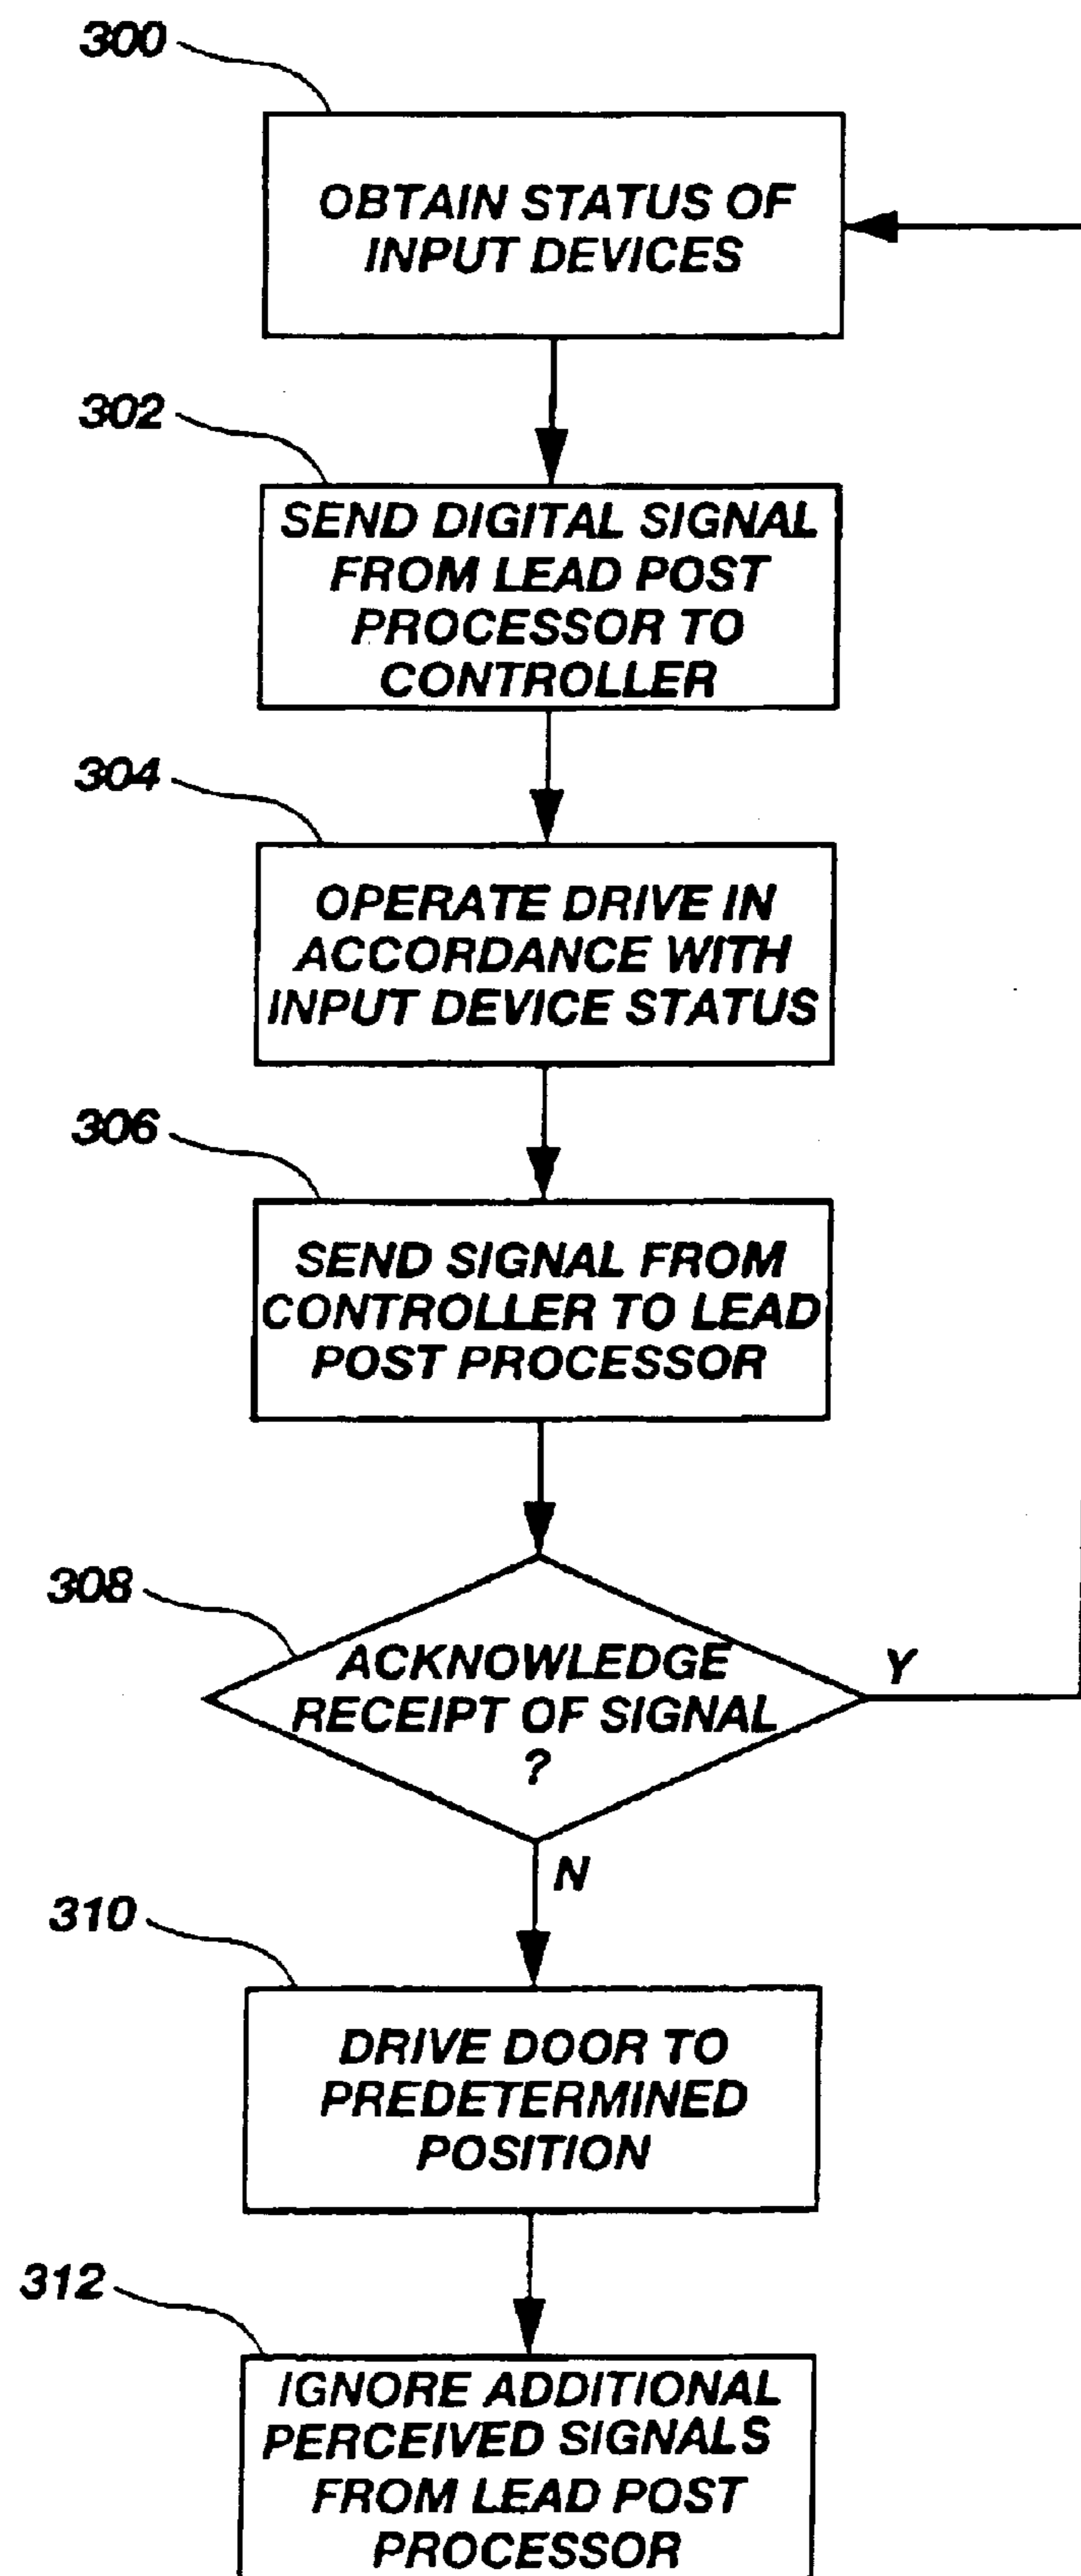 300
OBTAIN STATUS OF
INPUT DEVICES
302
SEND DIGITAL SIGNAL
FROM LEAD POST
PROCESSOR TO
CONTROLLER
304
OPERATE DRIVE IN
ACCORDANCE WITH
INPUT DEVICE STATUS
306
SEND SIGNAL FROM
CONTROLLER TO LEAD
POST PROCESSOR
308
ACKNOWLEDGE
RECEIPT OF SIGNAL
?
Y
N
310
DRIVE DOOR TO
PREDETERMINED
POSITION
312
IGNORE ADDITIONAL
PERCEIVED SIGNALS
FROM LEAD POST
PROCESSOR